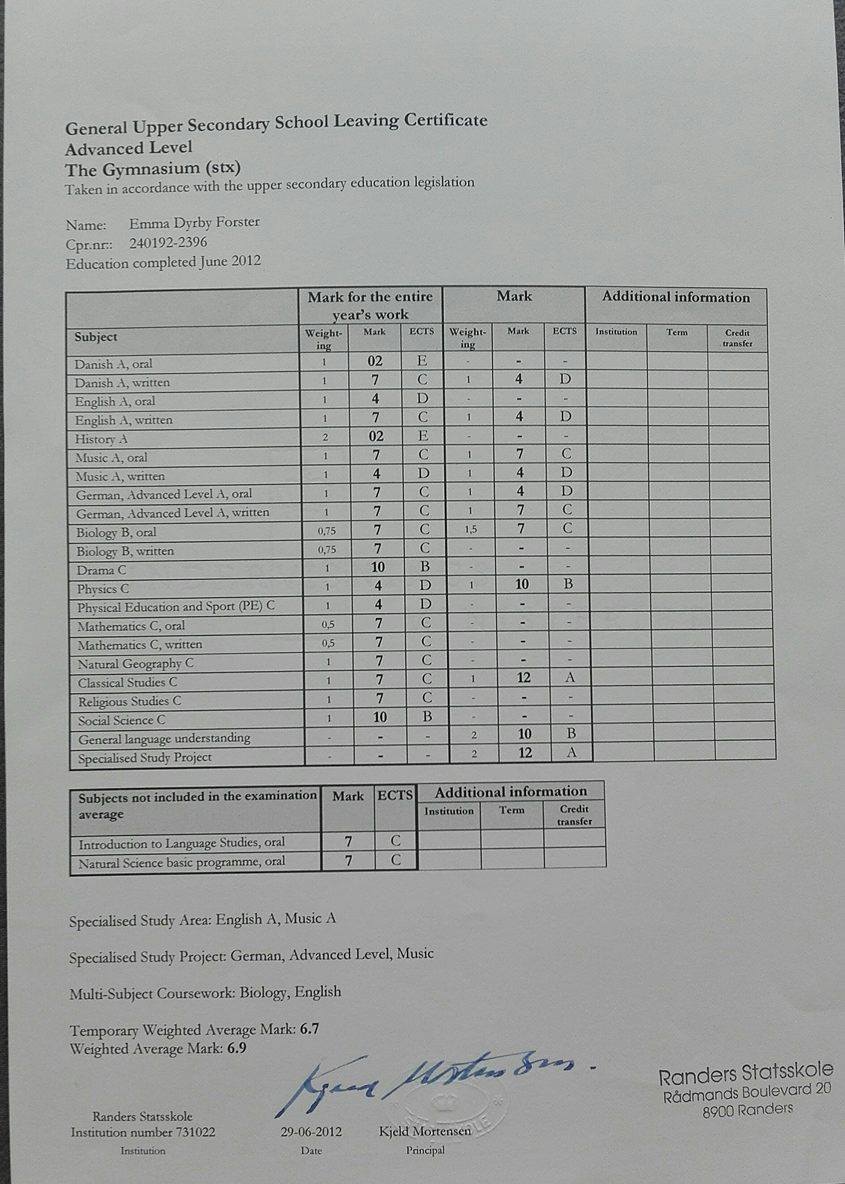 General Upper Secondary School Leaving Certificate
Advanced Level
The Gymnasium (stx)
Taken in accordance with the upper secondary education legislation
Name: Emma Dyrby Forster
Cpr.nr.: 240192-2396
Education completed June 2012
Mark for the entire year's work Mark Additional information
Subject Weight-ing Mark ECTS Weight-ing Mark ECTS Institution Term Credit transfer
Danish A, oral 1 02 E - - -
Danish A, written 1 7 C 1 4 D
English A, oral 1 4 D - - -
English A, written 1 7 C 1 4 D
History A 2 02 E - - -
Music A, oral 1 7 C 1 7 C
Music A, written 1 4 D 1 4 D
German, Advanced Level A, oral 1 7 C 1 4 D
German, Advanced Level A, written 1 7 C 1 7 C
Biology B, oral 0,75 7 C 1,5 7 C
Biology B, written 0,75 7 C - - -
Drama C 1 10 B - - -
Physics C 1 4 D 1 10 B
Physical Education and Sport (PE) C 1 4 D - - -
Mathematics C, oral 0,5 7 C - - -
Mathematics C, written 0,5 7 C - - -
Natural Geography C 1 7 C - - -
Classical Studies C 1 7 C 1 12 A
Religious Studies C 1 7 C - - -
Social Science C 1 10 B - - -
General language understanding - - - 2 10 B
Specialised Study Project - - - 2 12 A
Subjects not included in the examination average Mark ECTS Additional information
Institution Term Credit transfer
Introduction to Language Studies, oral 7 C
Natural Science basic programme, oral 7 C
Specialised Study Area: English A, Music A
Specialised Study Project: German, Advanced Level, Music
Multi-Subject Coursework: Biology, English
Temporary Weighted Average Mark: 6.7
Weighted Average Mark: 6.9
Kjeld Mortensen
Randers Statsskole
Rådmands Boulevard 20
8900 Randers
Randers Statsskole
Institution number 731022 29-06-2012 Kjeld Mortensen
Institution Date Principal